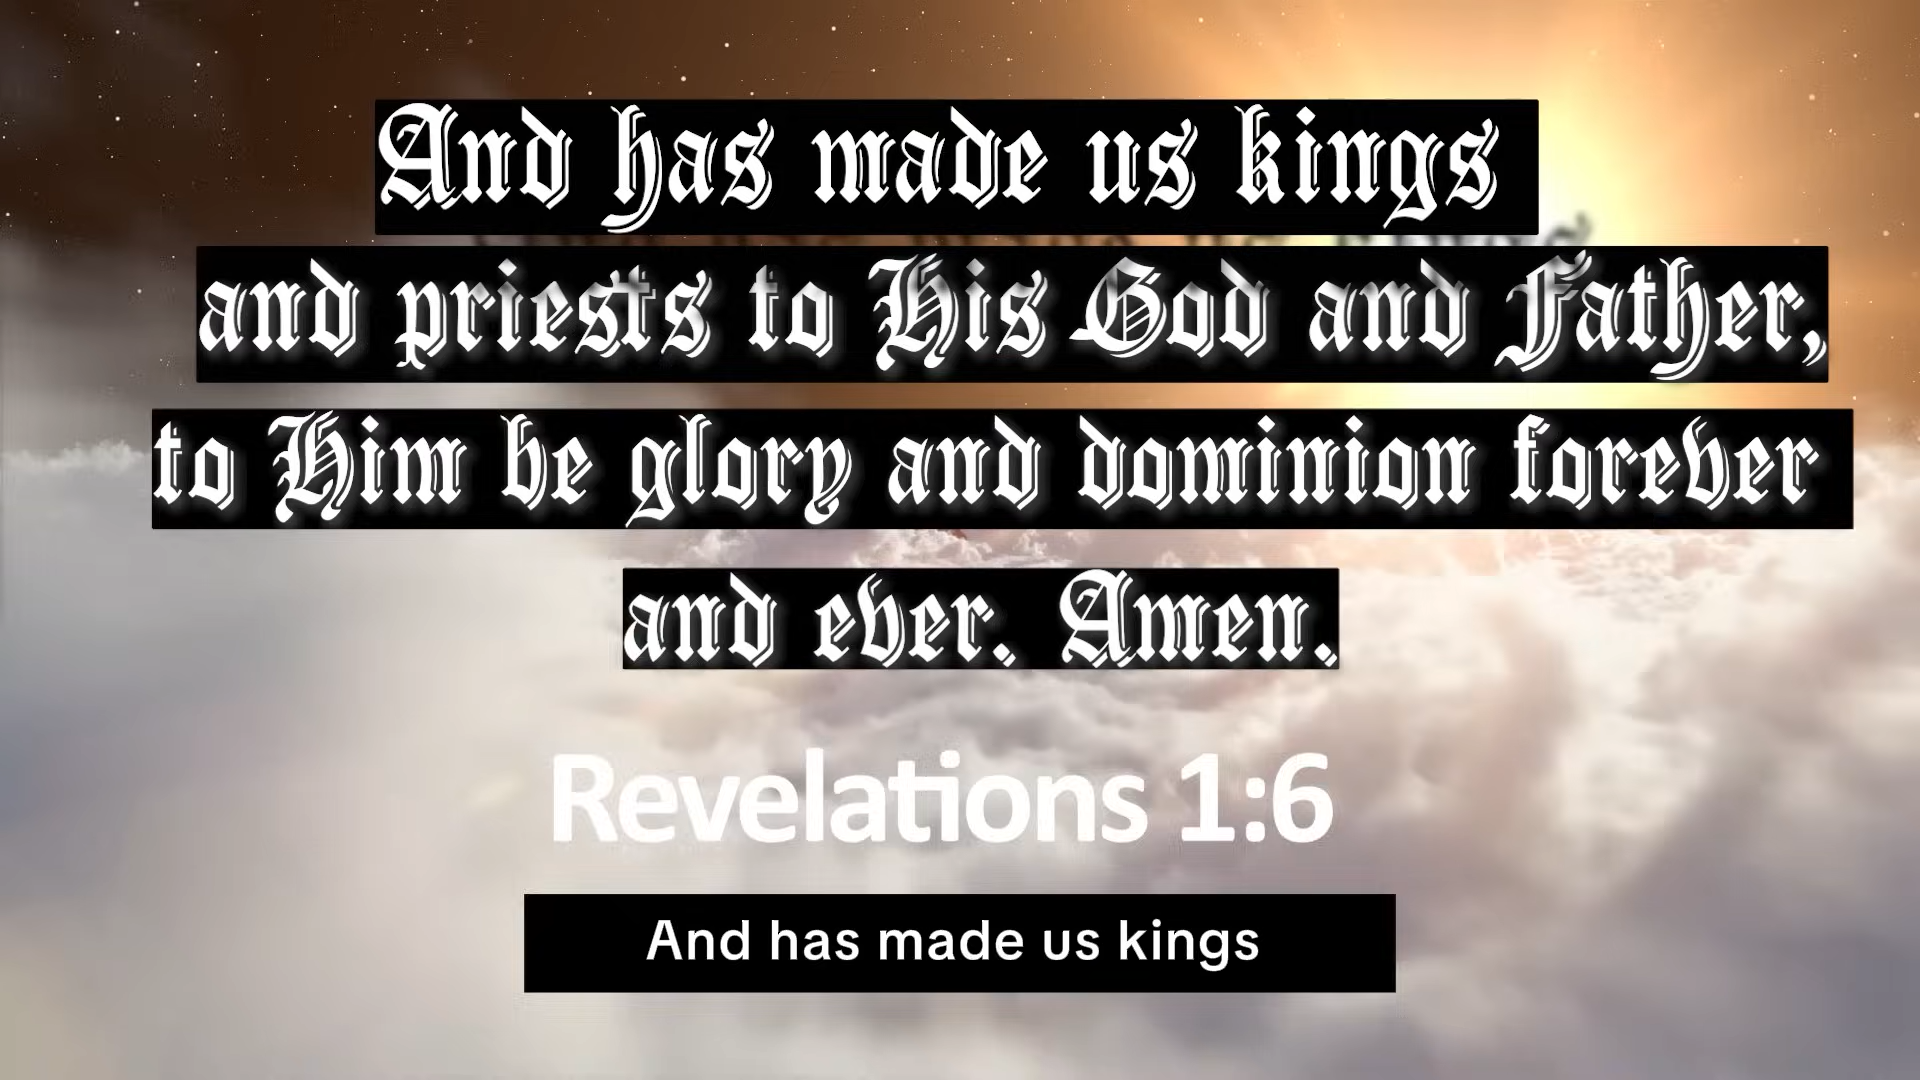 And has made us kings
and priests to His God and Father,
to Him be glory and dominion forever
and ever. Amen.
Revelations 1:6
And has made us kings